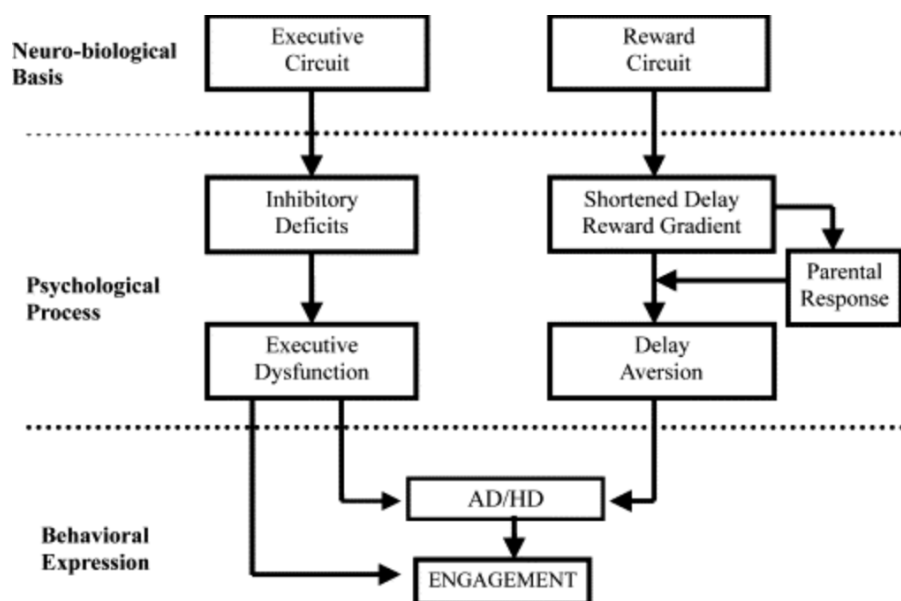 Neuro-biological
Basis
Executive
Circuit
Reward
Circuit
Psychological
Process
Inhibitory
Deficits
Shortened Delay
Reward Gradient
Parental
Response
Executive
Dysfunction
Delay
Aversion
Behavioral
Expression
AD/HD
ENGAGEMENT